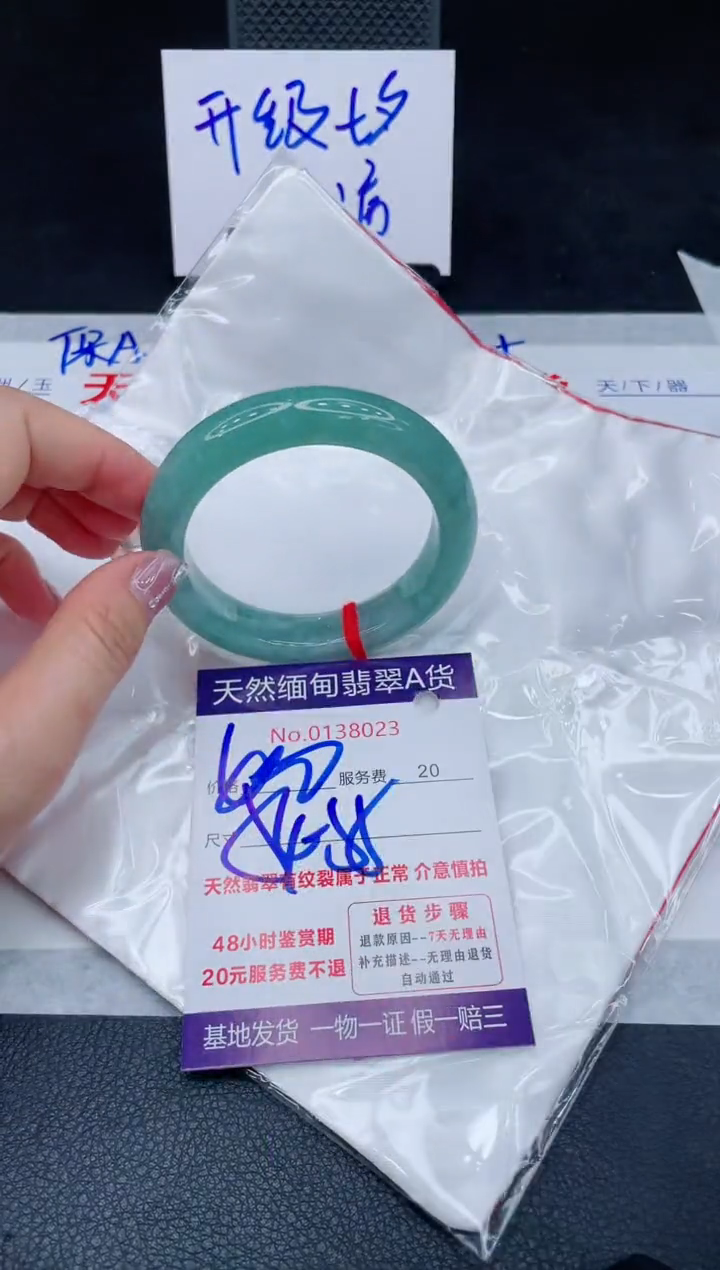 开级七夕
保A
天/下/器
天然缅甸翡翠A货
No.0138023
服务费 20
尺寸
天然翡翠有纹裂属于正常 介意慎拍
48小时鉴赏期
20元服务费不退
退货步骤
退款原因--7天无理由
补充描述--无理由退货
自动通过
基地发货 一物一证 假一赔三